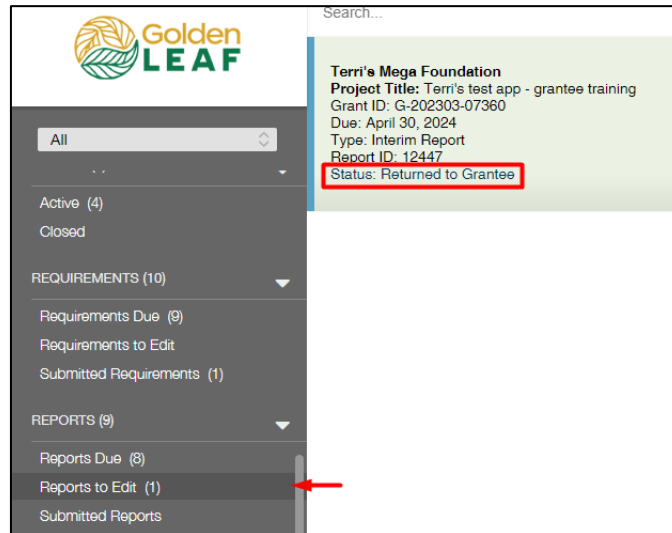 Golden
LEAF
All
Active (4)
Closed
REQUIREMENTS (10)
Requirements Due (9)
Requirements to Edit
Submitted Requirements (1)
REPORTS (9)
Reports Due (8)
Reports to Edit (1)
Submitted Reports
Search...
Terri's Mega Foundation
Project Title: Terri's test app - grantee training
Grant ID: G-202303-07360
Due: April 30, 2024
Type: Interim Report
Report ID: 12447
Status: Returned to Grantee